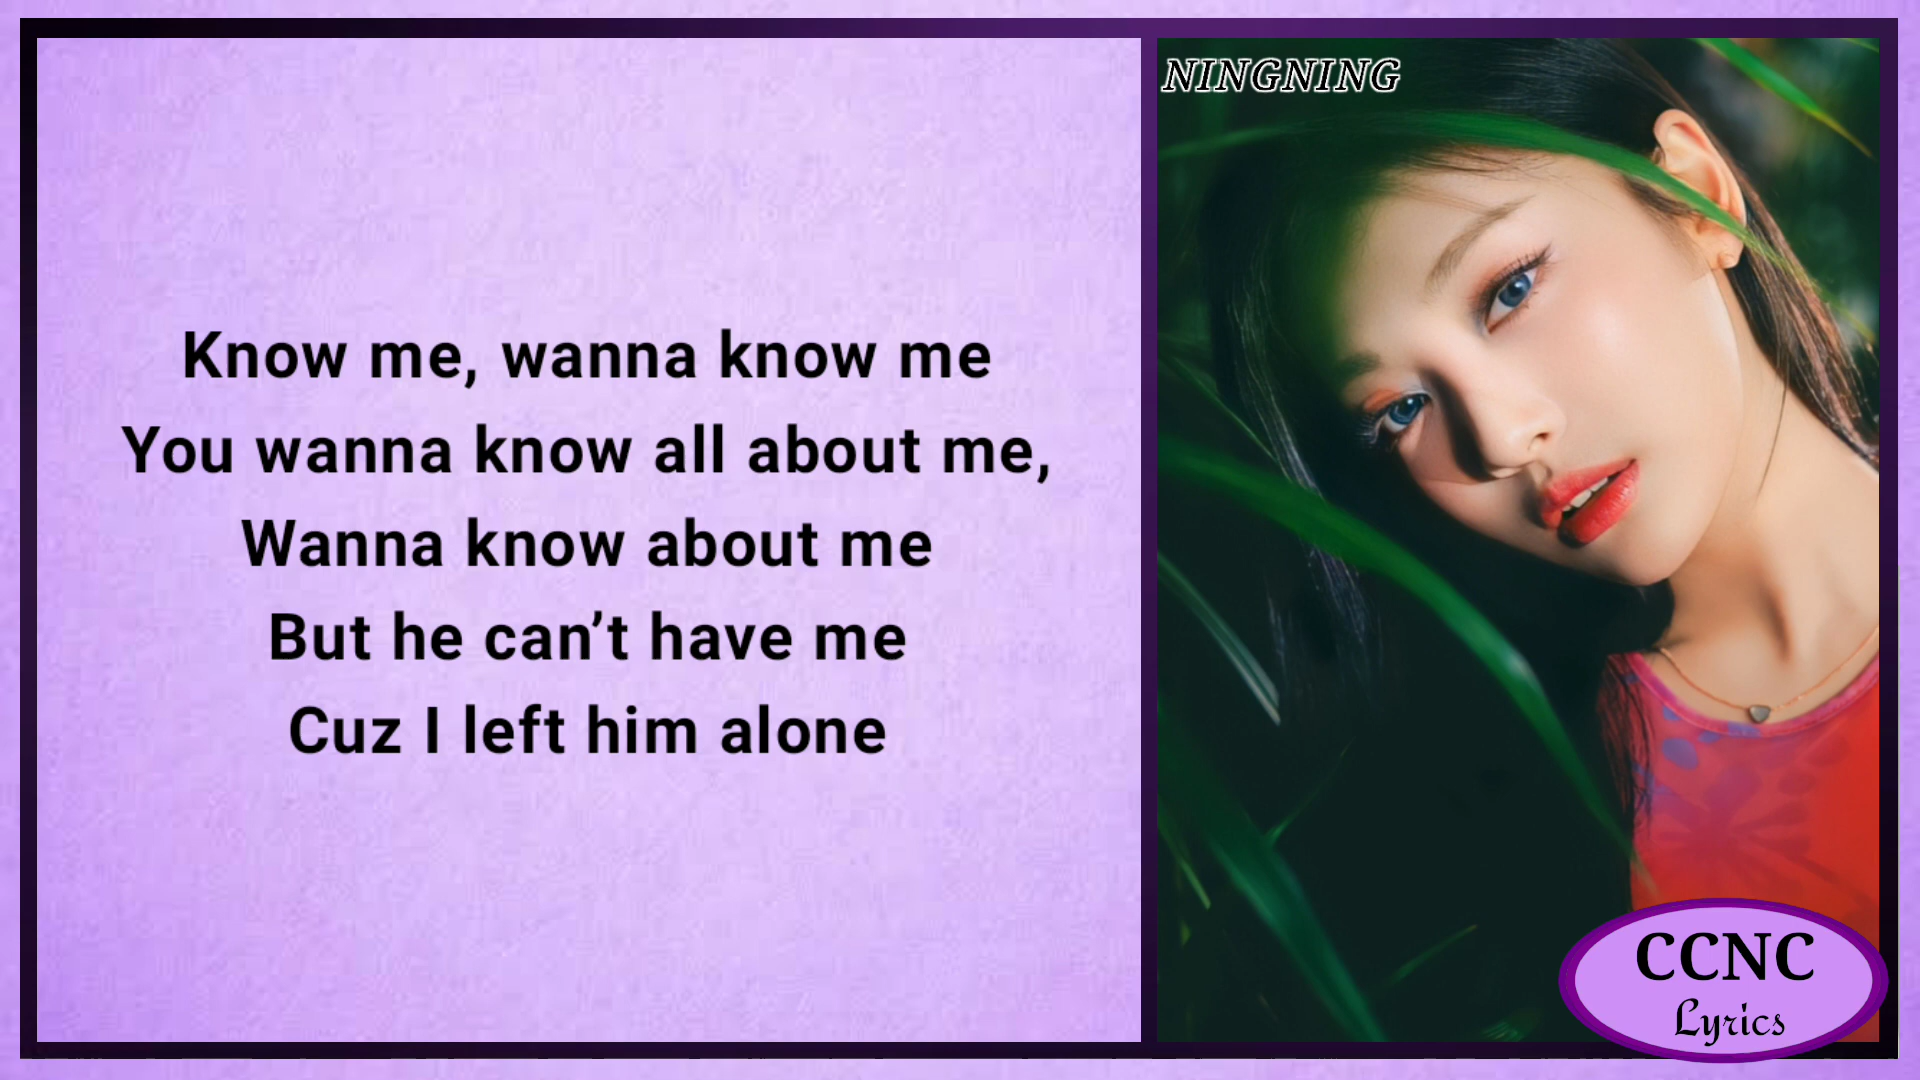 NINGNING
Know me, wanna know me
You wanna know all about me,
Wanna know about me
But he can’t have me
Cuz I left him alone
CCNC
Lyrics